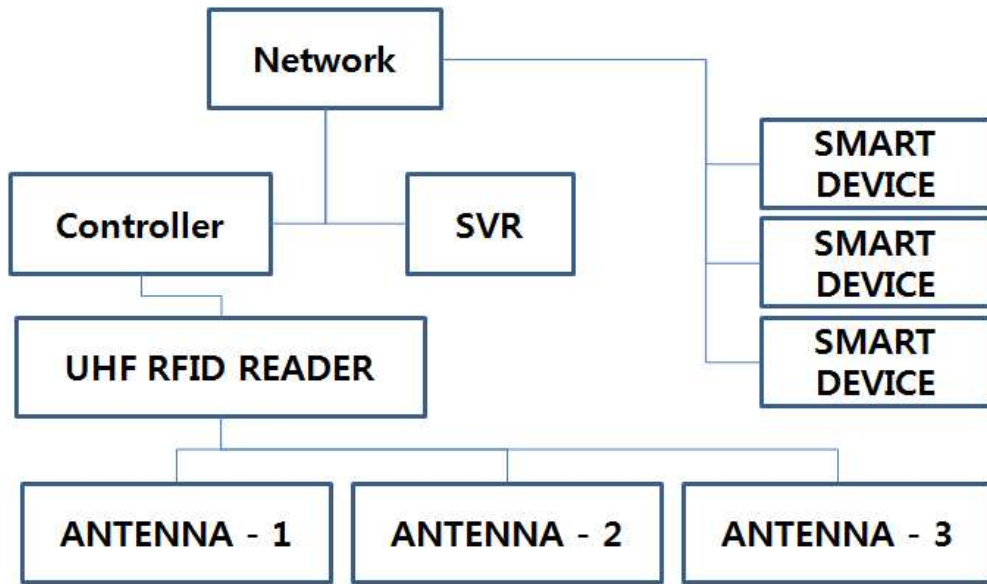 Network
SMART
DEVICE
Controller
SVR
SMART
DEVICE
UHF RFID READER
SMART
DEVICE
ANTENNA - 1
ANTENNA - 2
ANTENNA - 3